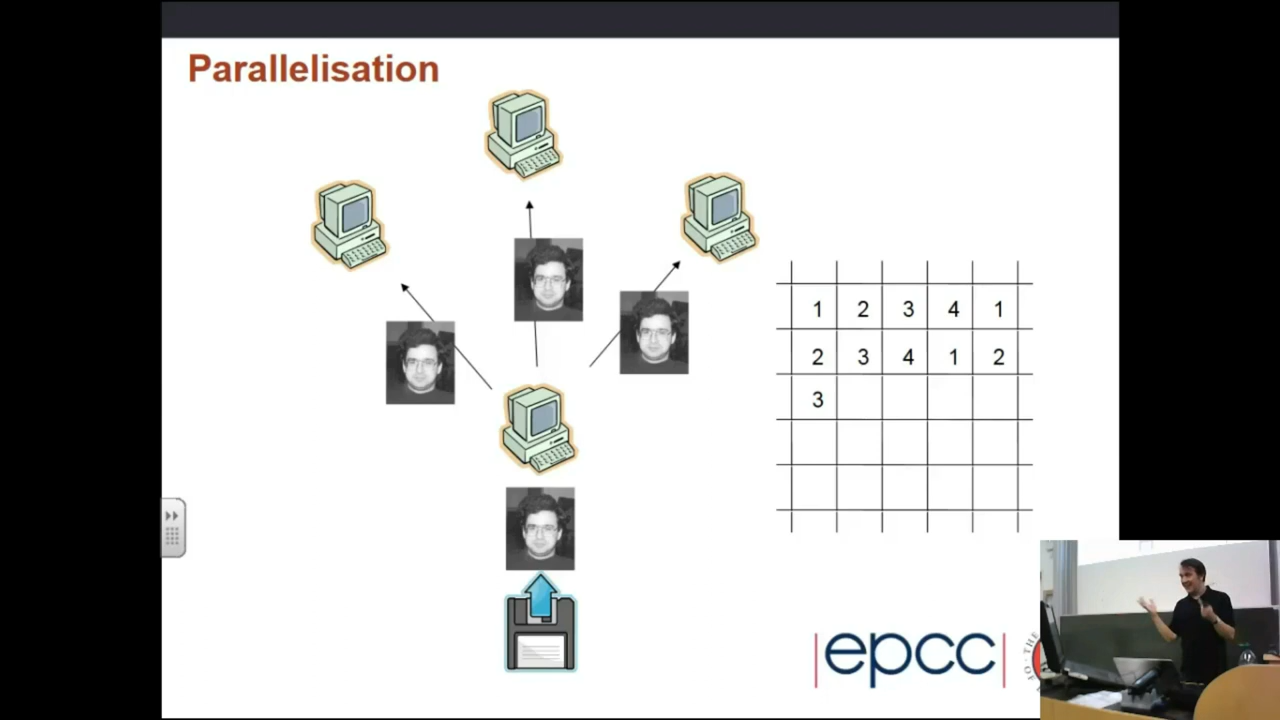 Parallelisation
1 2 3 4 1
2 3 4 1 2
3
|epcc|